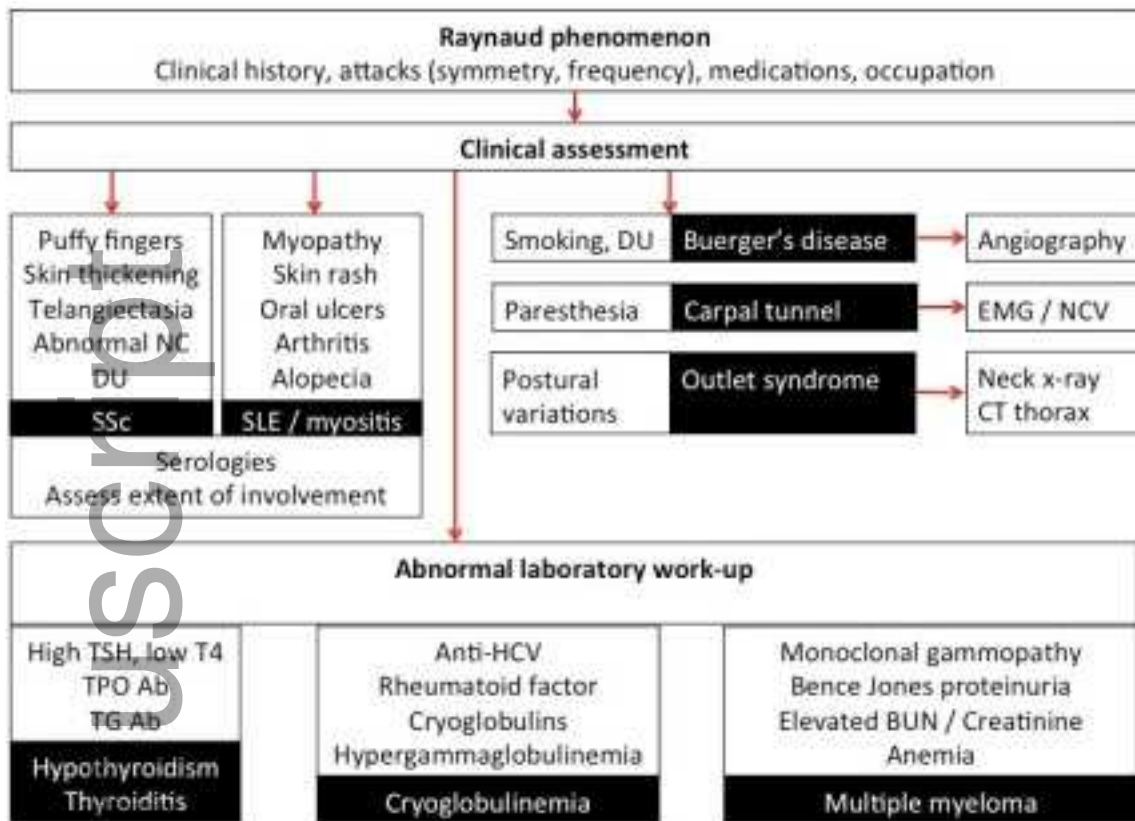 Raynaud phenomenon
Clinical history, attacks (symmetry, frequency), medications, occupation
Clinical assessment
Puffy fingers
Skin thickening
Telangiectasia
Abnormal NC
DU
SSc
Myopathy
Skin rash
Oral ulcers
Arthritis
Alopecia
SLE / myositis
Serologies
Assess extent of involvement
Smoking, DU
Buerger's disease
Angiography
Paresthesia
Carpal tunnel
EMG / NCV
Postural
variations
Outlet syndrome
Neck x-ray
CT thorax
Abnormal laboratory work-up
High TSH, low T4
TPO Ab
TG Ab
Hypothyroidism
Thyroiditis
Anti-HCV
Rheumatoid factor
Cryoglobulins
Hypergammaglobulinemia
Cryoglobulinemia
Monoclonal gammopathy
Bence Jones proteinuria
Elevated BUN / Creatinine
Anemia
Multiple myeloma
uscript